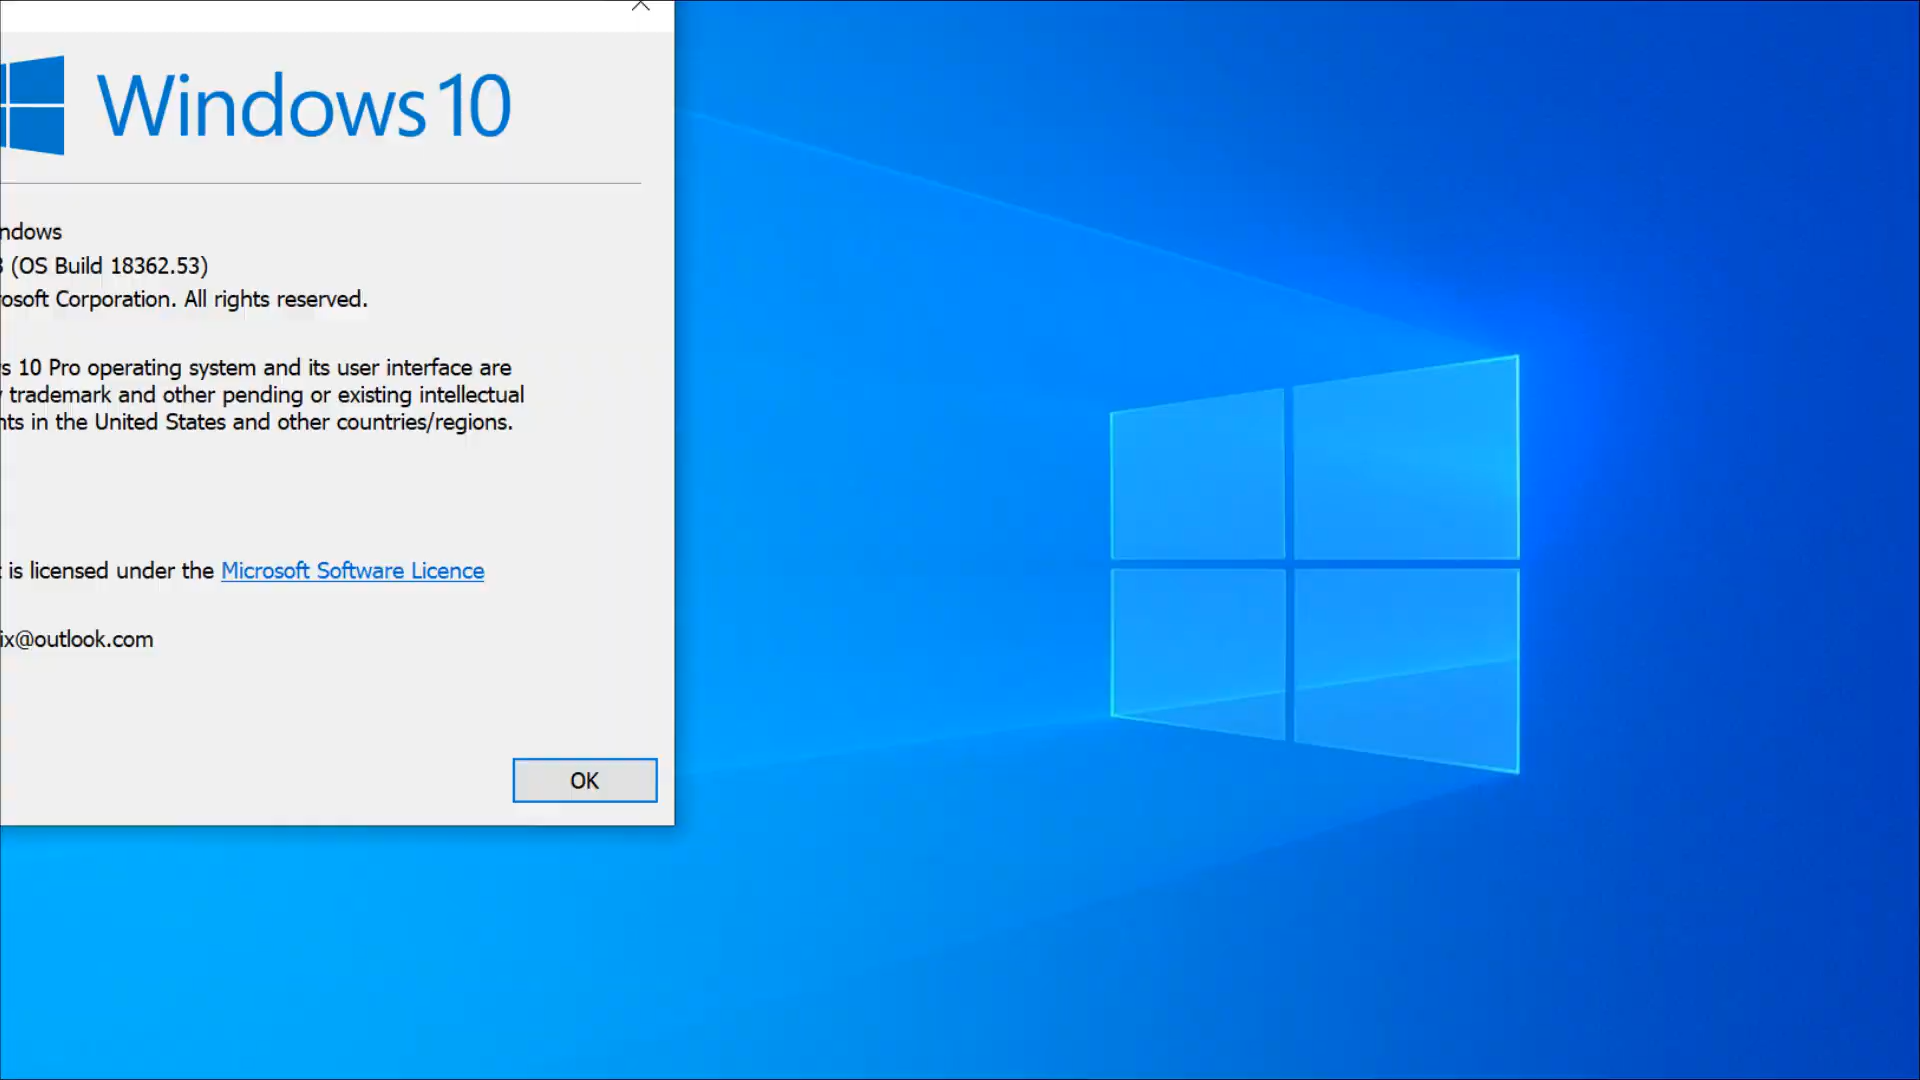 Windows 10
ndows
(OS Build 18362.53)
osoft Corporation. All rights reserved.
s 10 Pro operating system and its user interface are
trademark and other pending or existing intellectual
nts in the United States and other countries/regions.
is licensed under the Microsoft Software Licence
ix@outlook.com
OK